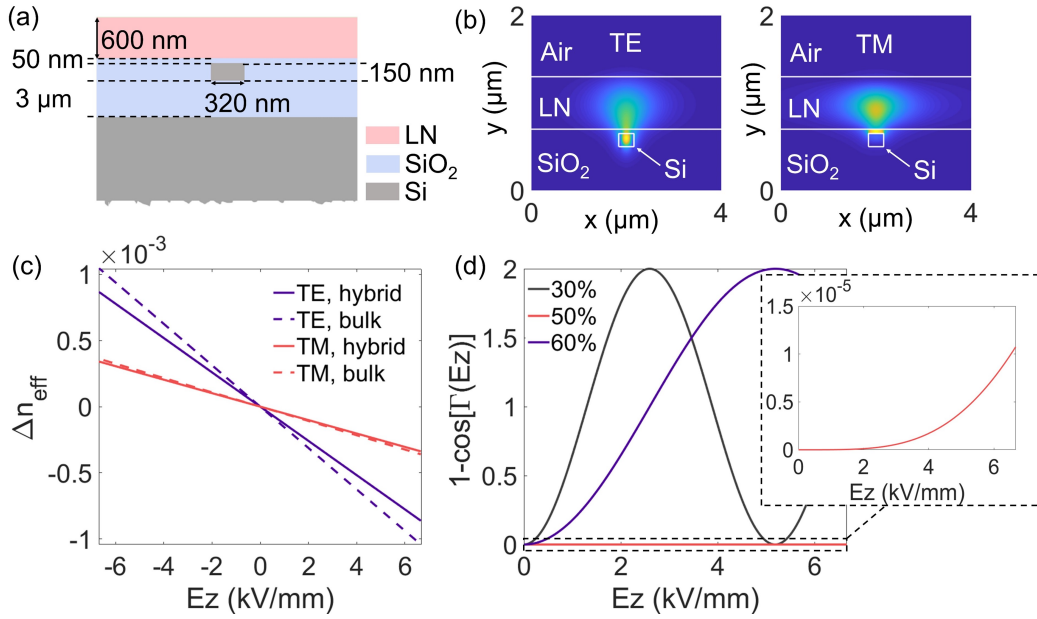 (a)
600 nm
50 nm
150 nm
3 µm
320 nm
LN
SiO₂
Si
(b)
2
Air
TE
LN
SiO₂
Si
0
y (µm)
0
4
x (µm)
2
TM
LN
Si
0
y (µm)
0
4
x (µm)
(c)
×10⁻³
1
0.5
0
-0.5
-1
Δn_eff
TE, hybrid
TE, bulk
TM, hybrid
TM, bulk
-6 -4 -2 0 2 4 6
Ez (kV/mm)
(d)
2
1.5
1
0.5
0
1-cos[Γ(Ez)]
30%
50%
60%
0 2 4 6
Ez (kV/mm)
×10⁻⁵
1.5
1
0.5
0
0 2 4 6
Ez (kV/mm)